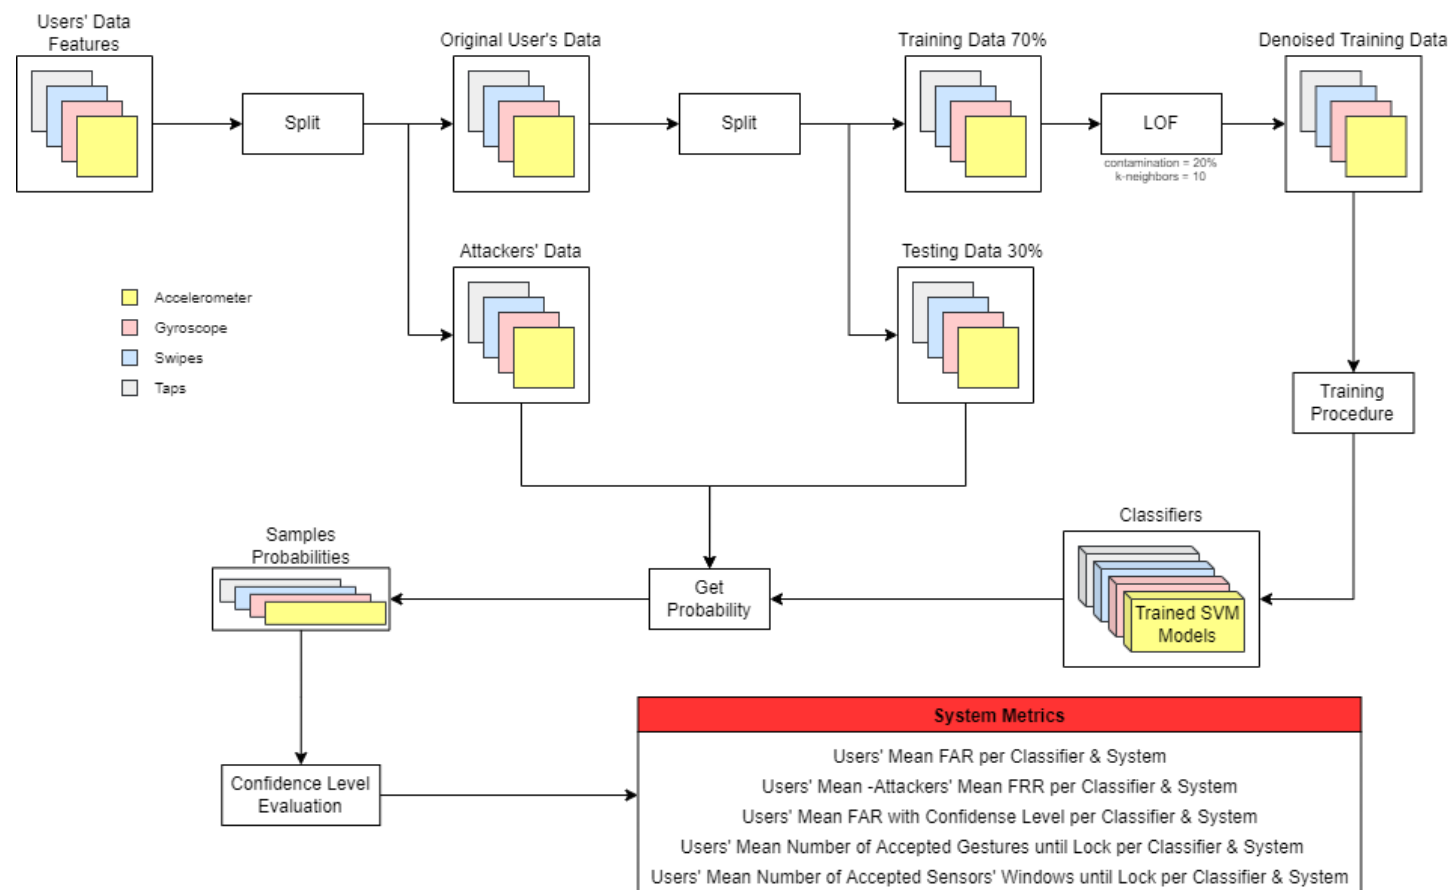 Users' Data
Features
Original User's Data
Training Data 70%
Denoised Training Data
Split
Split
LOF
contamination = 20%
k-neighbors = 10
Attackers' Data
Testing Data 30%
Accelerometer
Gyroscope
Swipes
Taps
Training
Procedure
Classifiers
Samples
Probabilities
Get
Probability
Trained SVM
Models
System Metrics
Confidence Level
Evaluation
Users' Mean FAR per Classifier & System
Users' Mean -Attackers' Mean FRR per Classifier & System
Users' Mean FAR with Confidense Level per Classifier & System
Users' Mean Number of Accepted Gestures until Lock per Classifier & System
Users' Mean Number of Accepted Sensors' Windows until Lock per Classifier & System